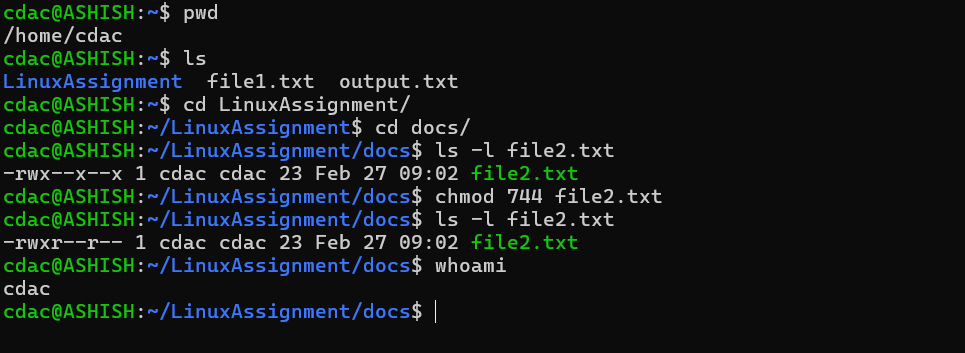 cdac@ASHISH:~$ pwd
/home/cdac
cdac@ASHISH:~$ ls
LinuxAssignment  file1.txt  output.txt
cdac@ASHISH:~$ cd LinuxAssignment/
cdac@ASHISH:~/LinuxAssignment$ cd docs/
cdac@ASHISH:~/LinuxAssignment/docs$ ls -l file2.txt
-rwx--x--x 1 cdac cdac 23 Feb 27 09:02 file2.txt
cdac@ASHISH:~/LinuxAssignment/docs$ chmod 744 file2.txt
cdac@ASHISH:~/LinuxAssignment/docs$ ls -l file2.txt
-rwxr--r-- 1 cdac cdac 23 Feb 27 09:02 file2.txt
cdac@ASHISH:~/LinuxAssignment/docs$ whoami
cdac
cdac@ASHISH:~/LinuxAssignment/docs$